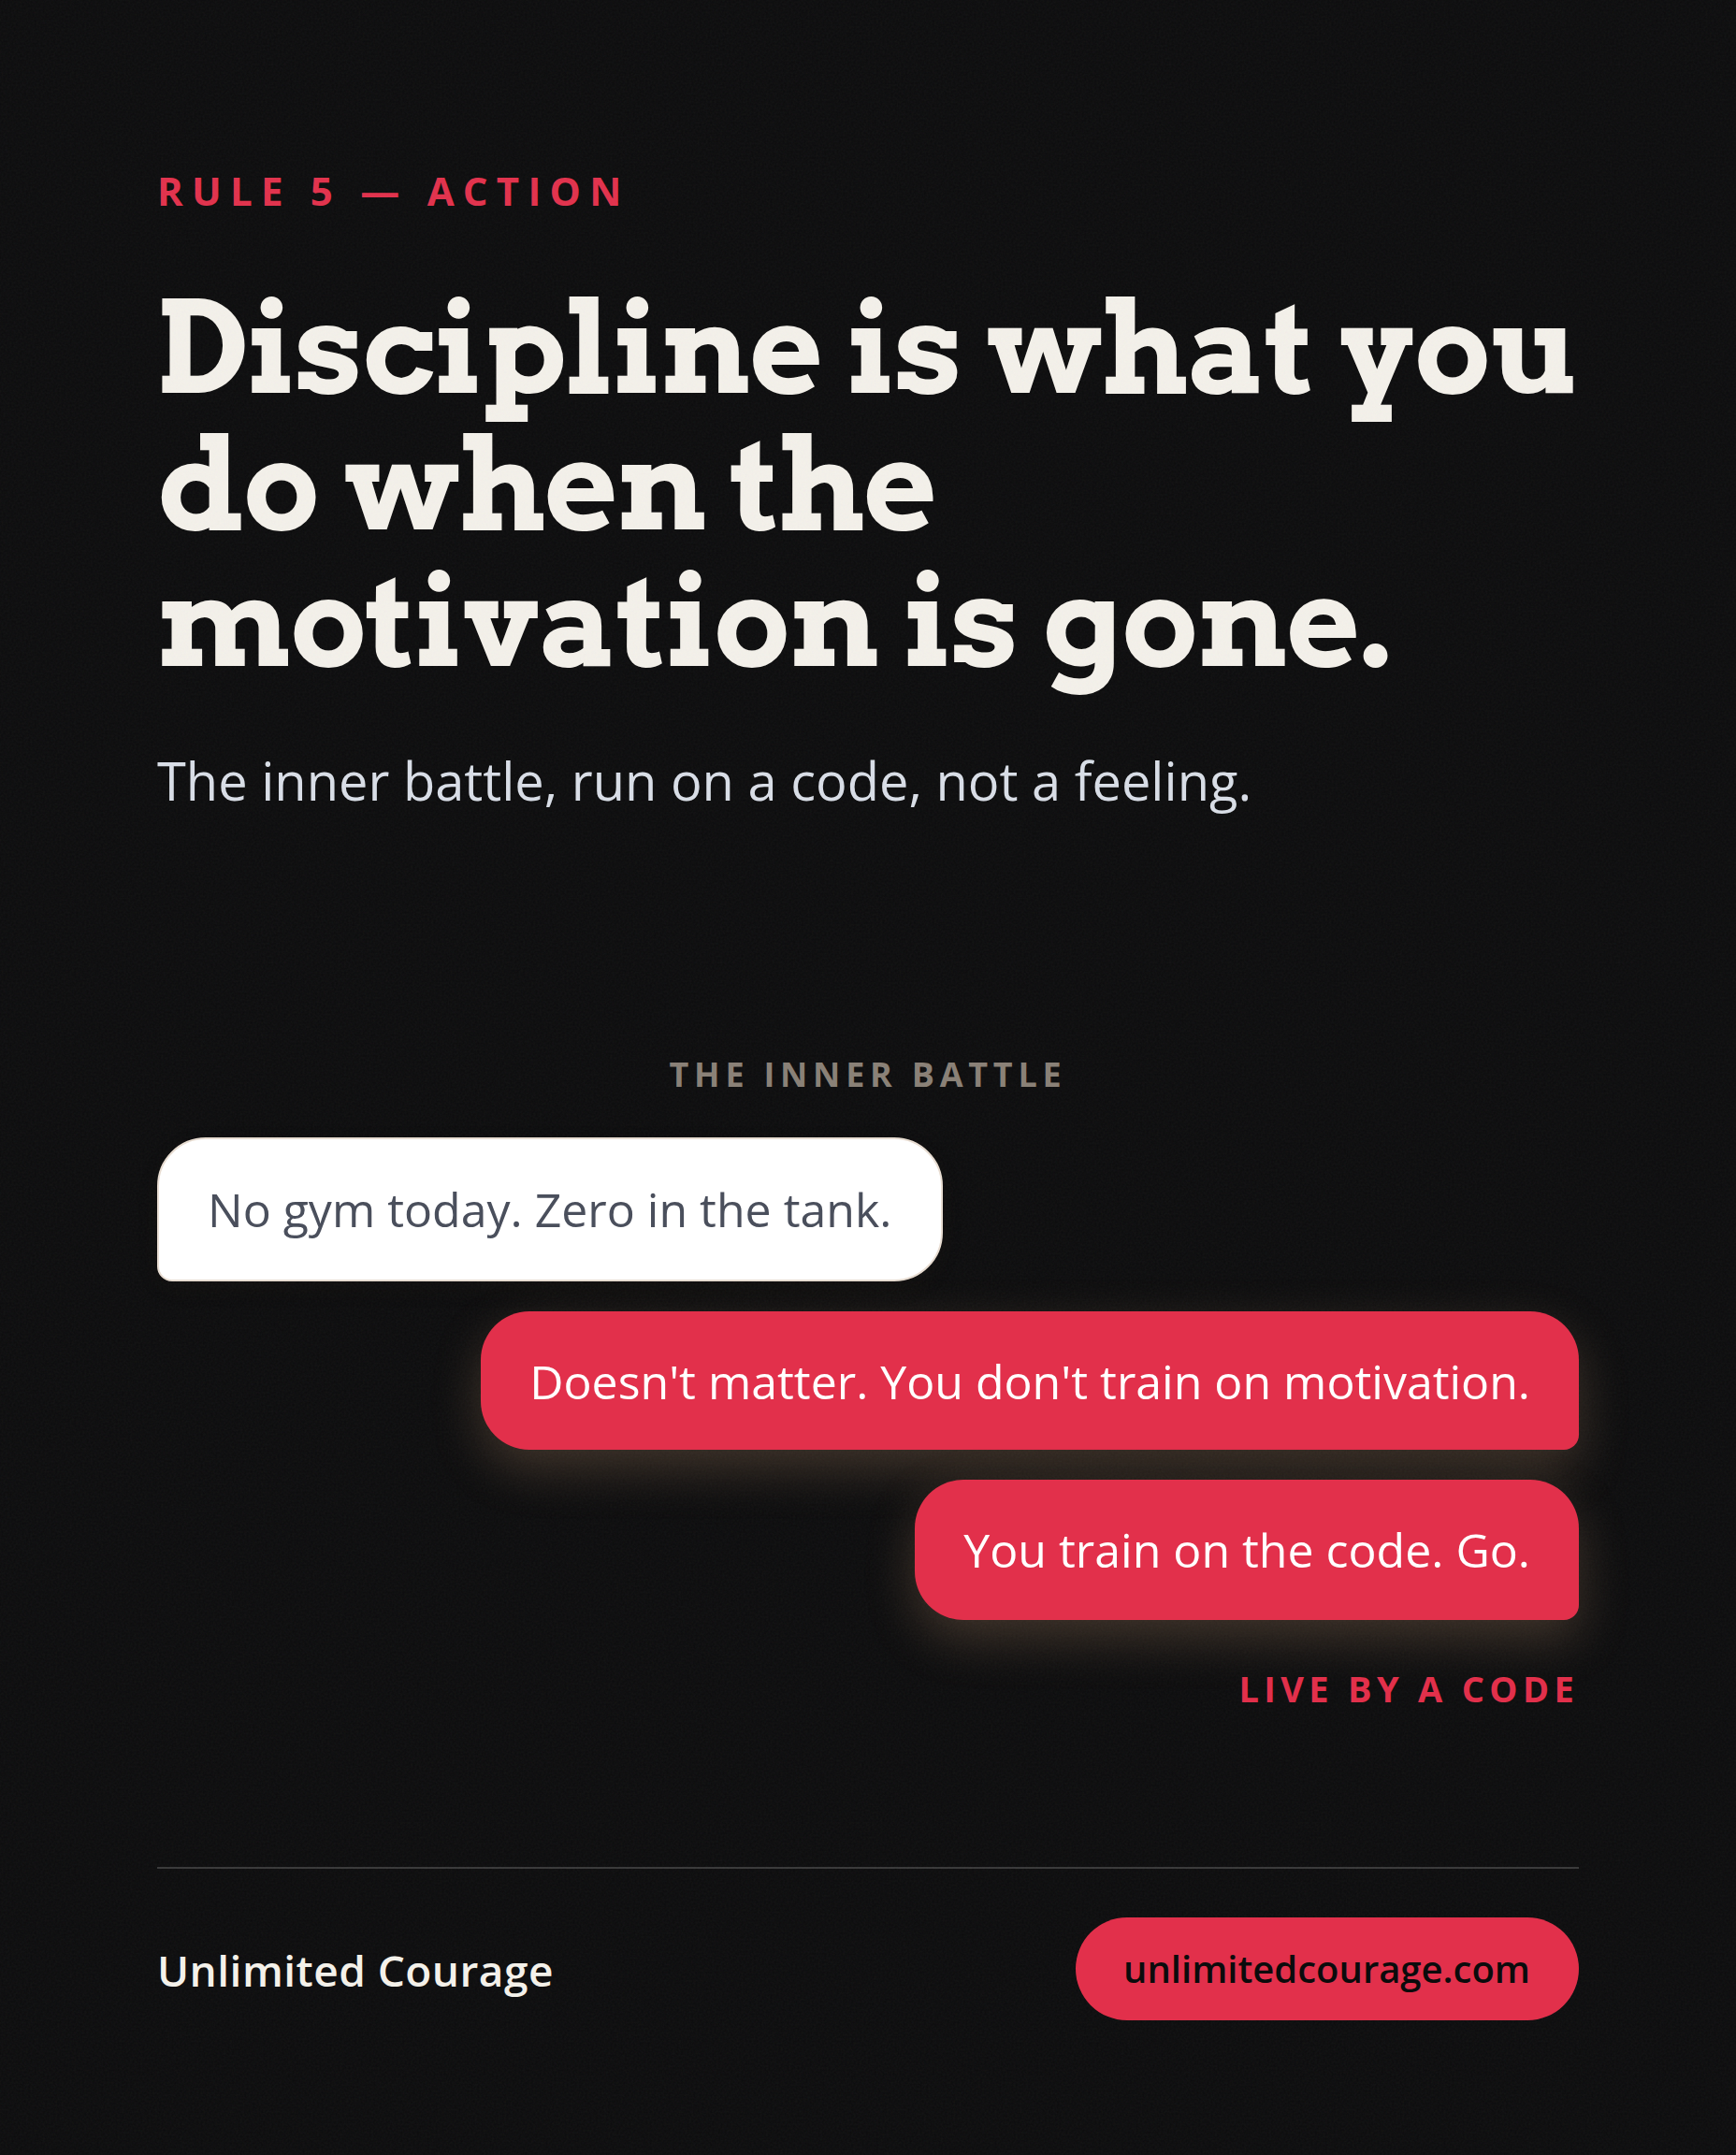 RULE 5 — ACTION
Discipline is what you
do when the
motivation is gone.
The inner battle, run on a code, not a feeling.
THE INNER BATTLE
No gym today. Zero in the tank.
Doesn't matter. You don't train on motivation.
You train on the code. Go.
LIVE BY A CODE
Unlimited Courage
unlimitedcourage.com